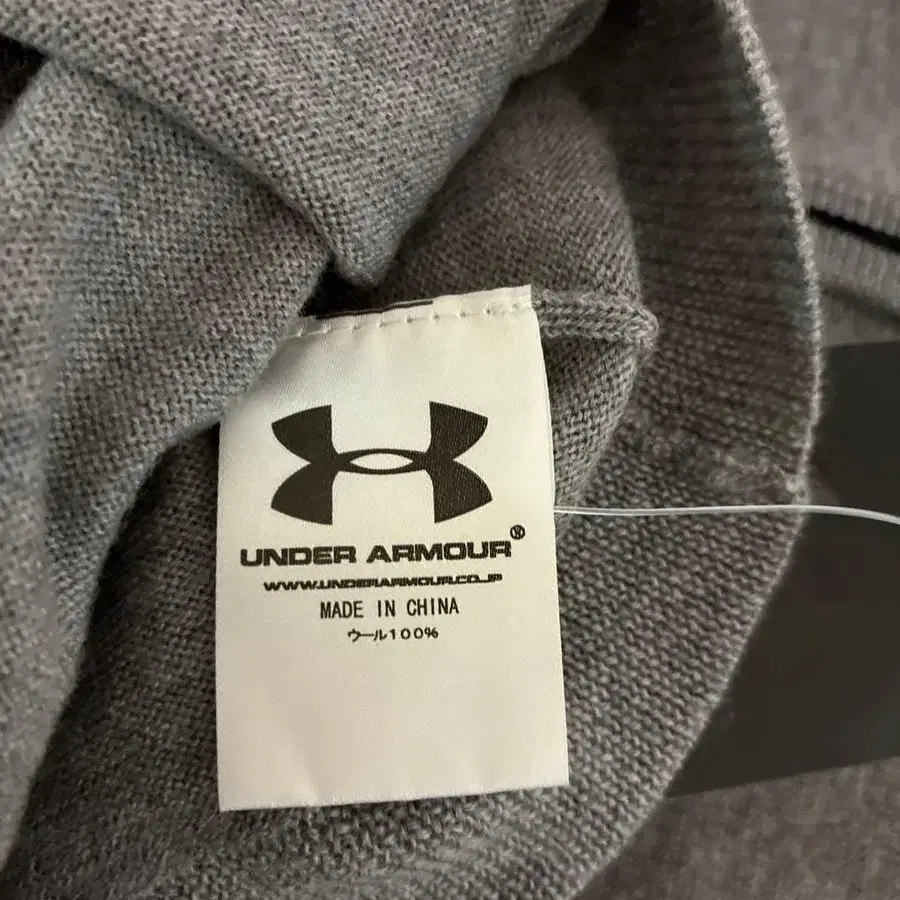 UNDER ARMOUR®
WWW.UNDERARMOUR.CO.JP
MADE IN CHINA
ウール100%